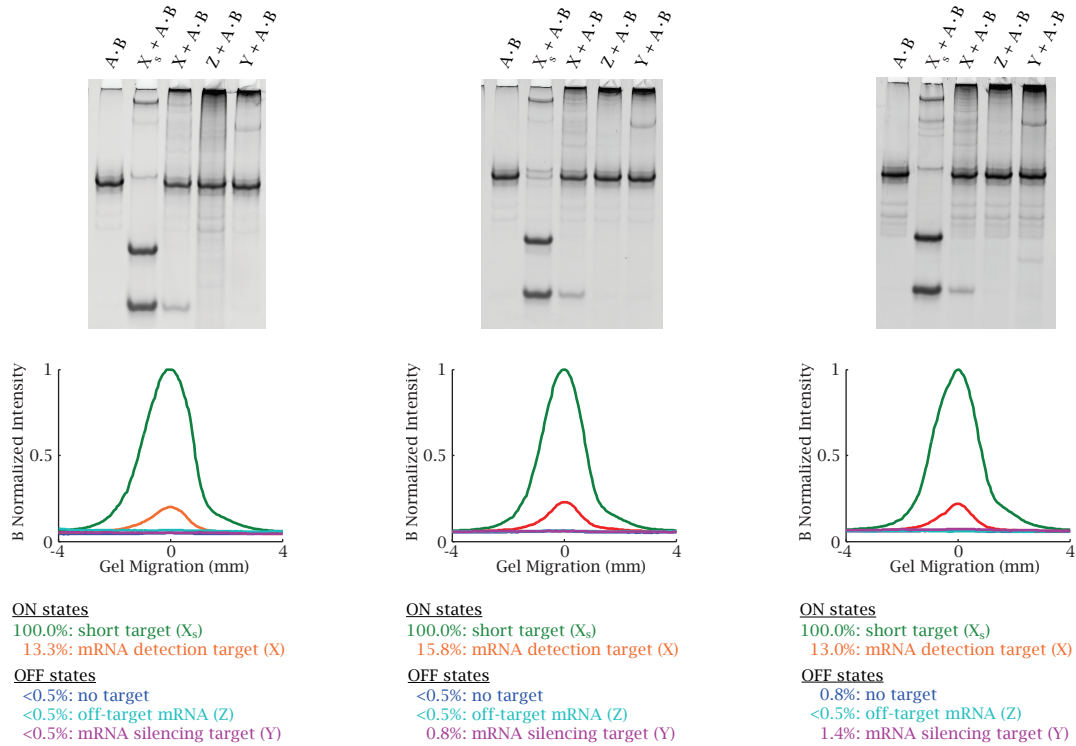 A·B
Xs + A·B
X + A·B
Z + A·B
Y + A·B
A·B
Xs + A·B
X + A·B
Z + A·B
Y + A·B
A·B
Xs + A·B
X + A·B
Z + A·B
Y + A·B
B Normalized Intensity
1
0.5
0
-4
0
4
Gel Migration (mm)
B Normalized Intensity
1
0.5
0
-4
0
4
Gel Migration (mm)
B Normalized Intensity
1
0.5
0
-4
0
4
Gel Migration (mm)
ON states
100.0%: short target (Xs)
13.3%: mRNA detection target (X)
OFF states
<0.5%: no target
<0.5%: off-target mRNA (Z)
<0.5%: mRNA silencing target (Y)
ON states
100.0%: short target (Xs)
15.8%: mRNA detection target (X)
OFF states
<0.5%: no target
<0.5%: off-target mRNA (Z)
0.8%: mRNA silencing target (Y)
ON states
100.0%: short target (Xs)
13.0%: mRNA detection target (X)
OFF states
0.8%: no target
<0.5%: off-target mRNA (Z)
1.4%: mRNA silencing target (Y)